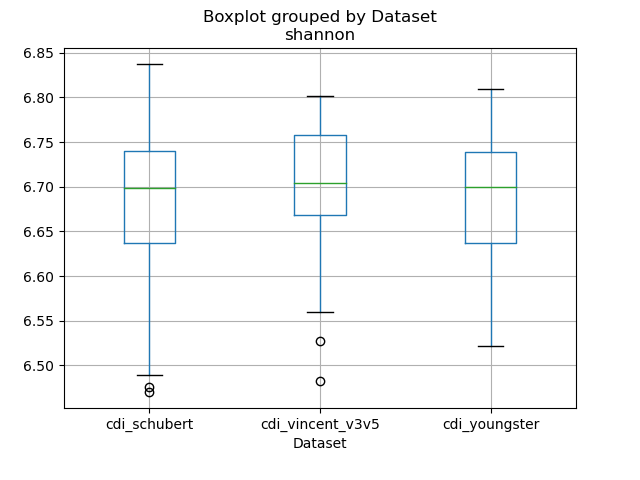 Boxplot grouped by Dataset
shannon
6.85
6.80
6.75
6.70
6.65
6.60
6.55
6.50
cdi_schubert
cdi_vincent_v3v5
cdi_youngster
Dataset